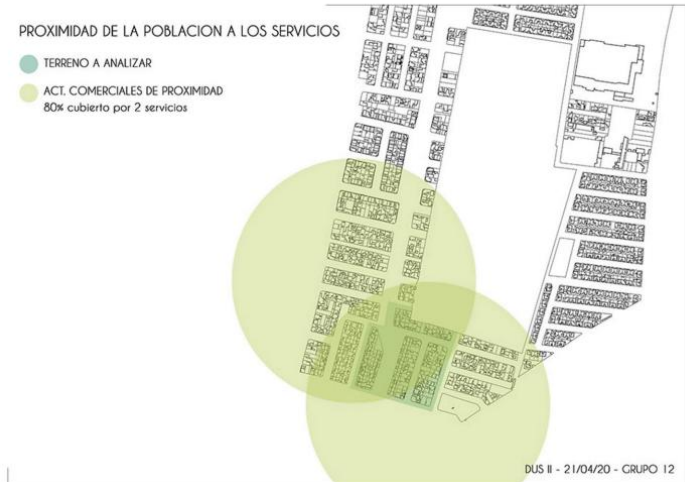 PROXIMIDAD DE LA POBLACION A LOS SERVICIOS
TERRENO A ANALIZAR
ACT. COMERCIALES DE PROXIMIDAD
80% cubierto por 2 servicios
DUS II - 21/04/20 - GRUPO 12